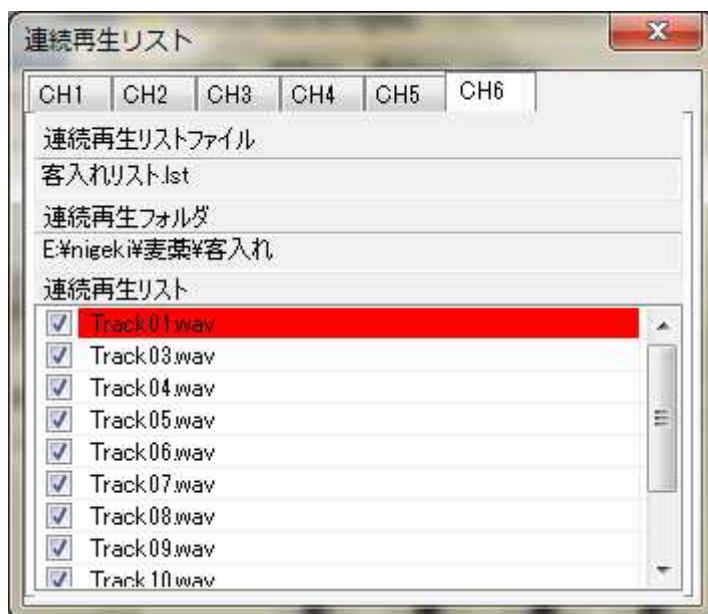 連続再生リスト
CH1 CH2 CH3 CH4 CH5 CH6
連続再生リストファイル
客入れリスト.lst
連続再生フォルダ
E:¥nigeki¥麦藁¥客入れ
連続再生リスト
Track01.wav
Track03.wav
Track04.wav
Track05.wav
Track06.wav
Track07.wav
Track08.wav
Track09.wav
Track10.wav